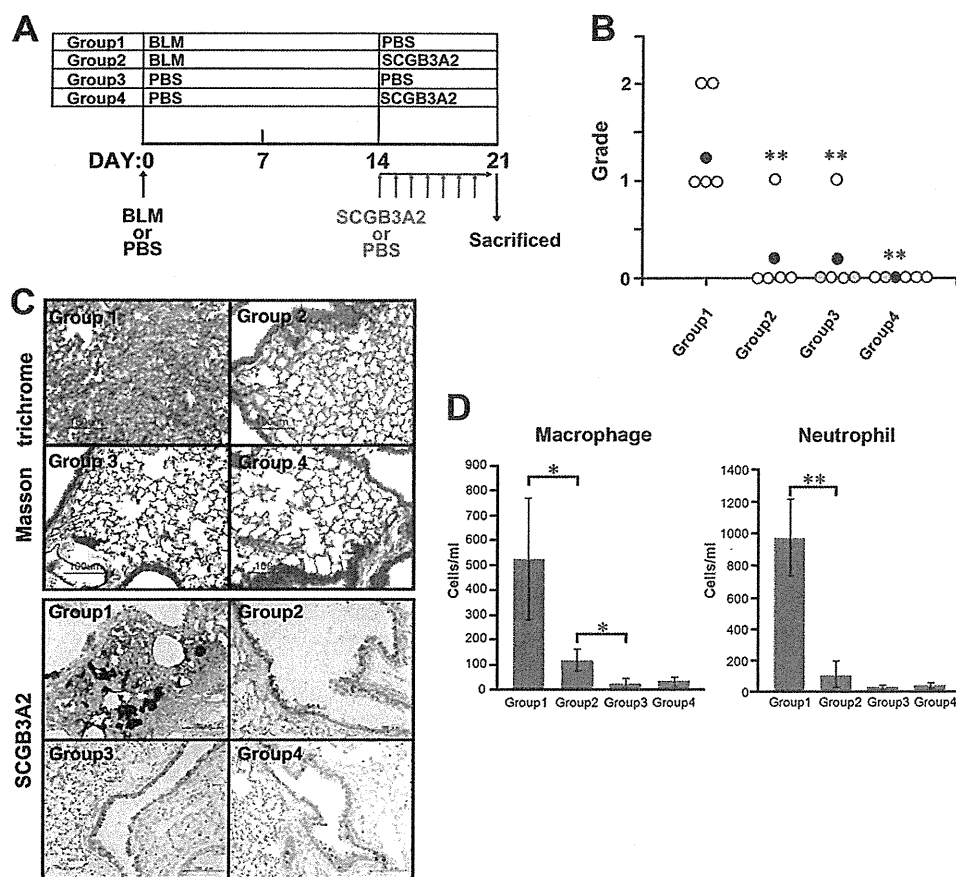 A
Group1 BLM PBS
Group2 BLM SCGB3A2
Group3 PBS PBS
Group4 PBS SCGB3A2
DAY:0 7 14 21
BLM
or
PBS
SCGB3A2
or
PBS
Sacrificed
B
Grade
2
1
0
**
**
**
Group1
Group2
Group3
Group4
C
Masson trichrome
Group 1
Group 2
Group 3
Group 4
100um
SCGB3A2
Group1
Group2
Group3
Group4
D
Macrophage
Cells/ml
900
800
700
600
500
400
300
200
100
0
*
*
Group1 Group2 Group3 Group4
Neutrophil
Cells/ml
1400
1200
1000
800
600
400
200
0
**
Group1 Group2 Group3 Group4